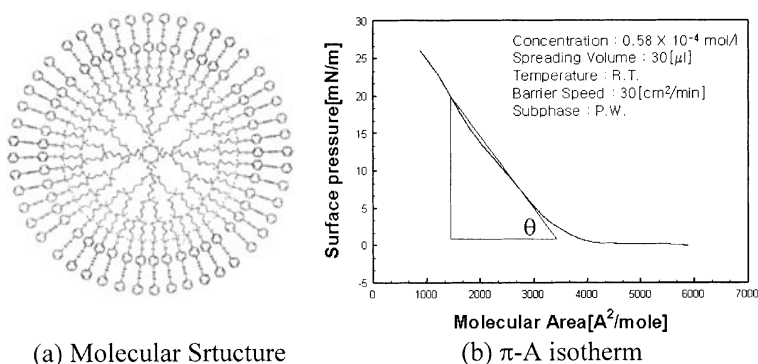 Concentration : 0.58 X 10⁻⁴ mol/l
Spreading Volume : 30[μl]
Temperature : R.T.
Barrier Speed : 30[cm²/min]
Subphase : P.W.
Surface pressure[mN/m]
30
25
20
15
10
5
0
-5
θ
0 1000 2000 3000 4000 5000 6000 7000
Molecular Area[A²/mole]
(a) Molecular Srtucture
(b) π-A isotherm